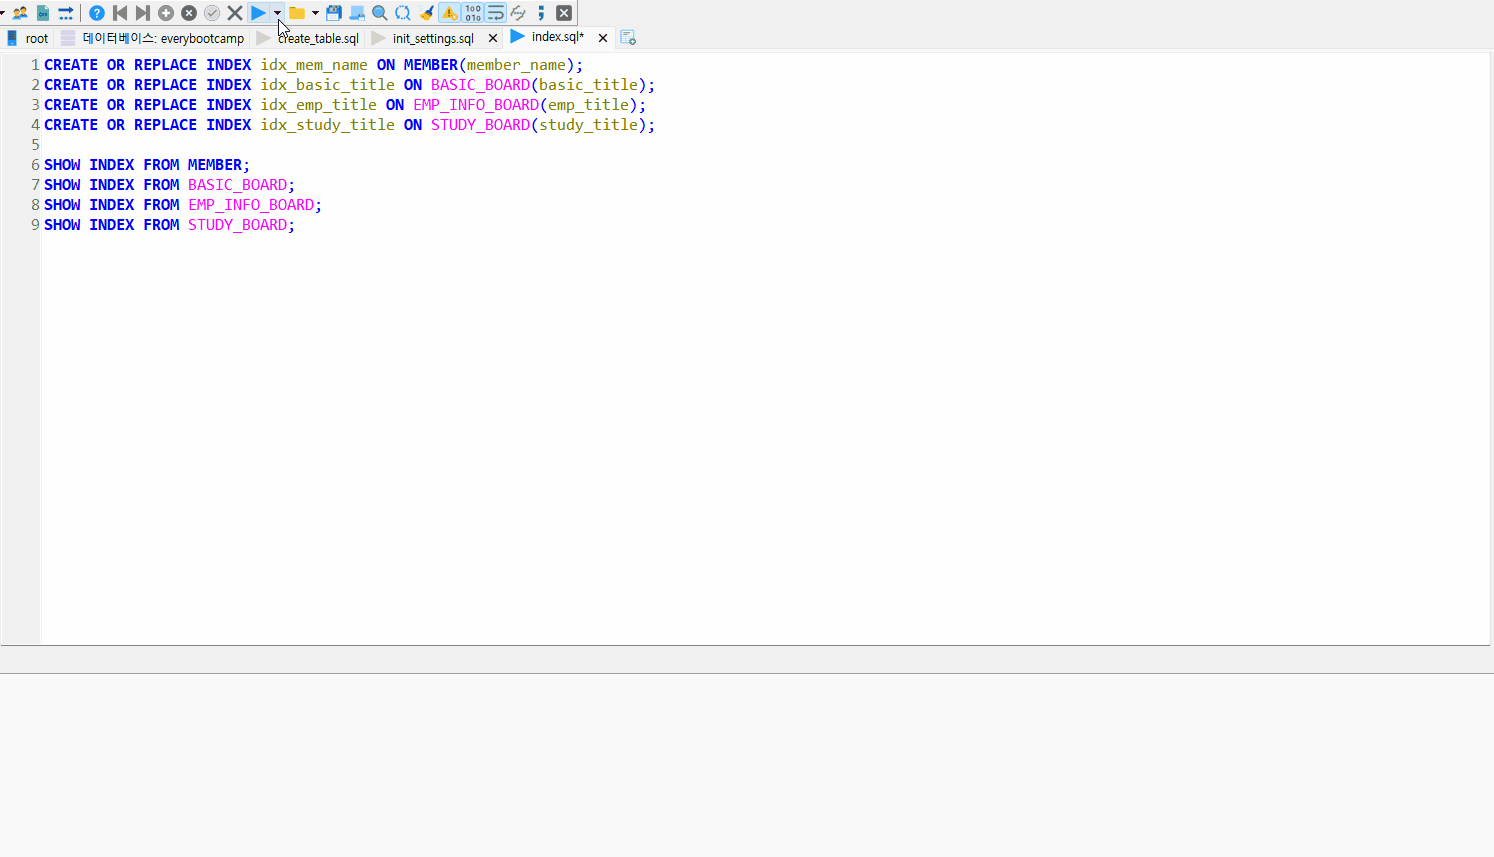 root 데이터베이스: everybootcamp create_table.sql init_settings.sql index.sql*
1 CREATE OR REPLACE INDEX idx_mem_name ON MEMBER(member_name);
2 CREATE OR REPLACE INDEX idx_basic_title ON BASIC_BOARD(basic_title);
3 CREATE OR REPLACE INDEX idx_emp_title ON EMP_INFO_BOARD(emp_title);
4 CREATE OR REPLACE INDEX idx_study_title ON STUDY_BOARD(study_title);
5
6 SHOW INDEX FROM MEMBER;
7 SHOW INDEX FROM BASIC_BOARD;
8 SHOW INDEX FROM EMP_INFO_BOARD;
9 SHOW INDEX FROM STUDY_BOARD;